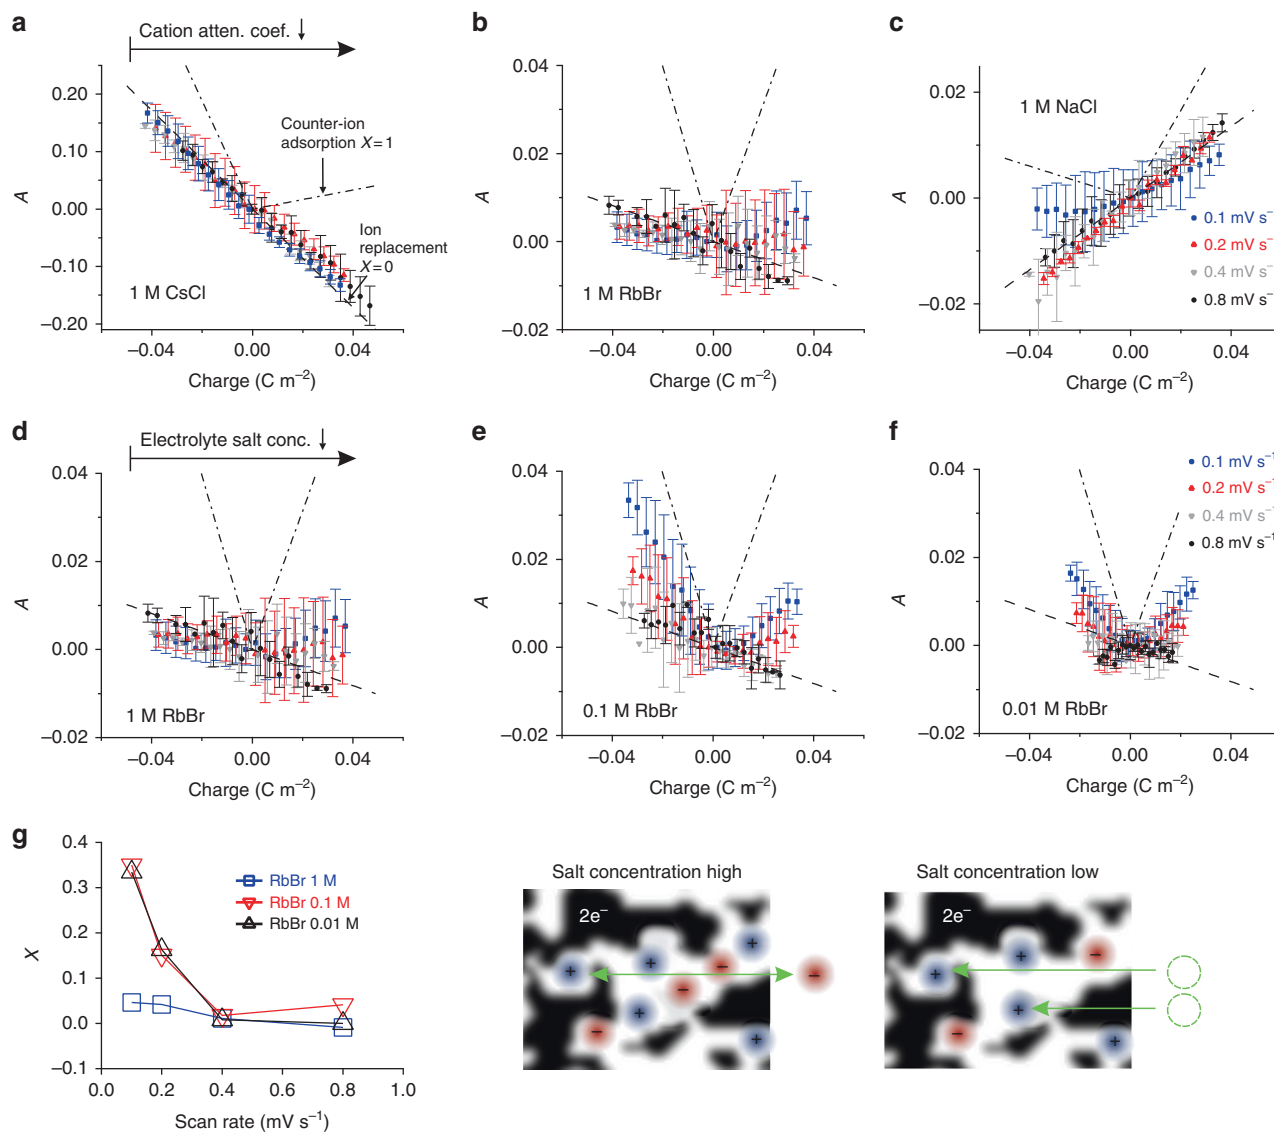 a
Cation atten. coef. ↓
0.20
0.10
0.00
−0.10
−0.20
A
Counter-ion
adsorption X=1
Ion
replacement
X=0
1 M CsCl
−0.04 0.00 0.04
Charge (C m⁻²)
b
0.04
0.02
0.00
−0.02
A
1 M RbBr
−0.04 0.00 0.04
Charge (C m⁻²)
c
0.02
0.00
−0.02
A
1 M NaCl
0.1 mV s⁻
0.2 mV s⁻
0.4 mV s⁻
0.8 mV s⁻
−0.04 0.00 0.04
Charge (C m⁻²)
d
Electrolyte salt conc. ↓
0.04
0.02
0.00
−0.02
A
1 M RbBr
−0.04 0.00 0.04
Charge (C m⁻²)
e
0.04
0.02
0.00
−0.02
A
0.1 M RbBr
−0.04 0.00 0.04
Charge (C m⁻²)
f
0.04
0.02
0.00
−0.02
A
0.1 mV s⁻¹
0.2 mV s⁻¹
0.4 mV s⁻¹
0.8 mV s⁻¹
0.01 M RbBr
−0.04 0.00 0.04
Charge (C m⁻²)
g
0.4
0.3
0.2
0.1
0.0
−0.1
X
RbBr 1 M
RbBr 0.1 M
RbBr 0.01 M
0.0 0.2 0.4 0.6 0.8 1.0
Scan rate (mV s⁻¹)
Salt concentration high
2e⁻
+ + + − − − + − + 
Salt concentration low
2e⁻
+ − + + − +